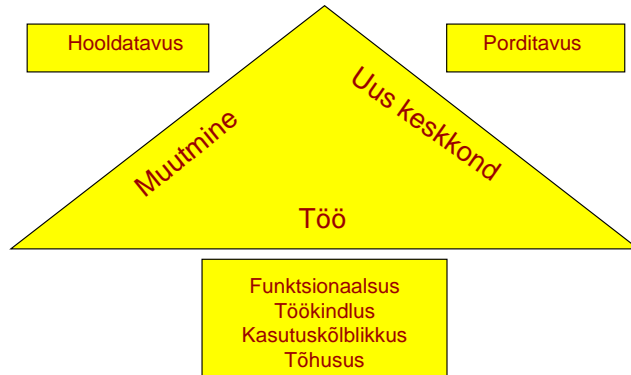 Hooldatavus
Porditavus
Muutmine
Uus keskkond
Töö
Funktsionaalsus
Töökindlus
Kasutuskõlblikkus
Tõhusus